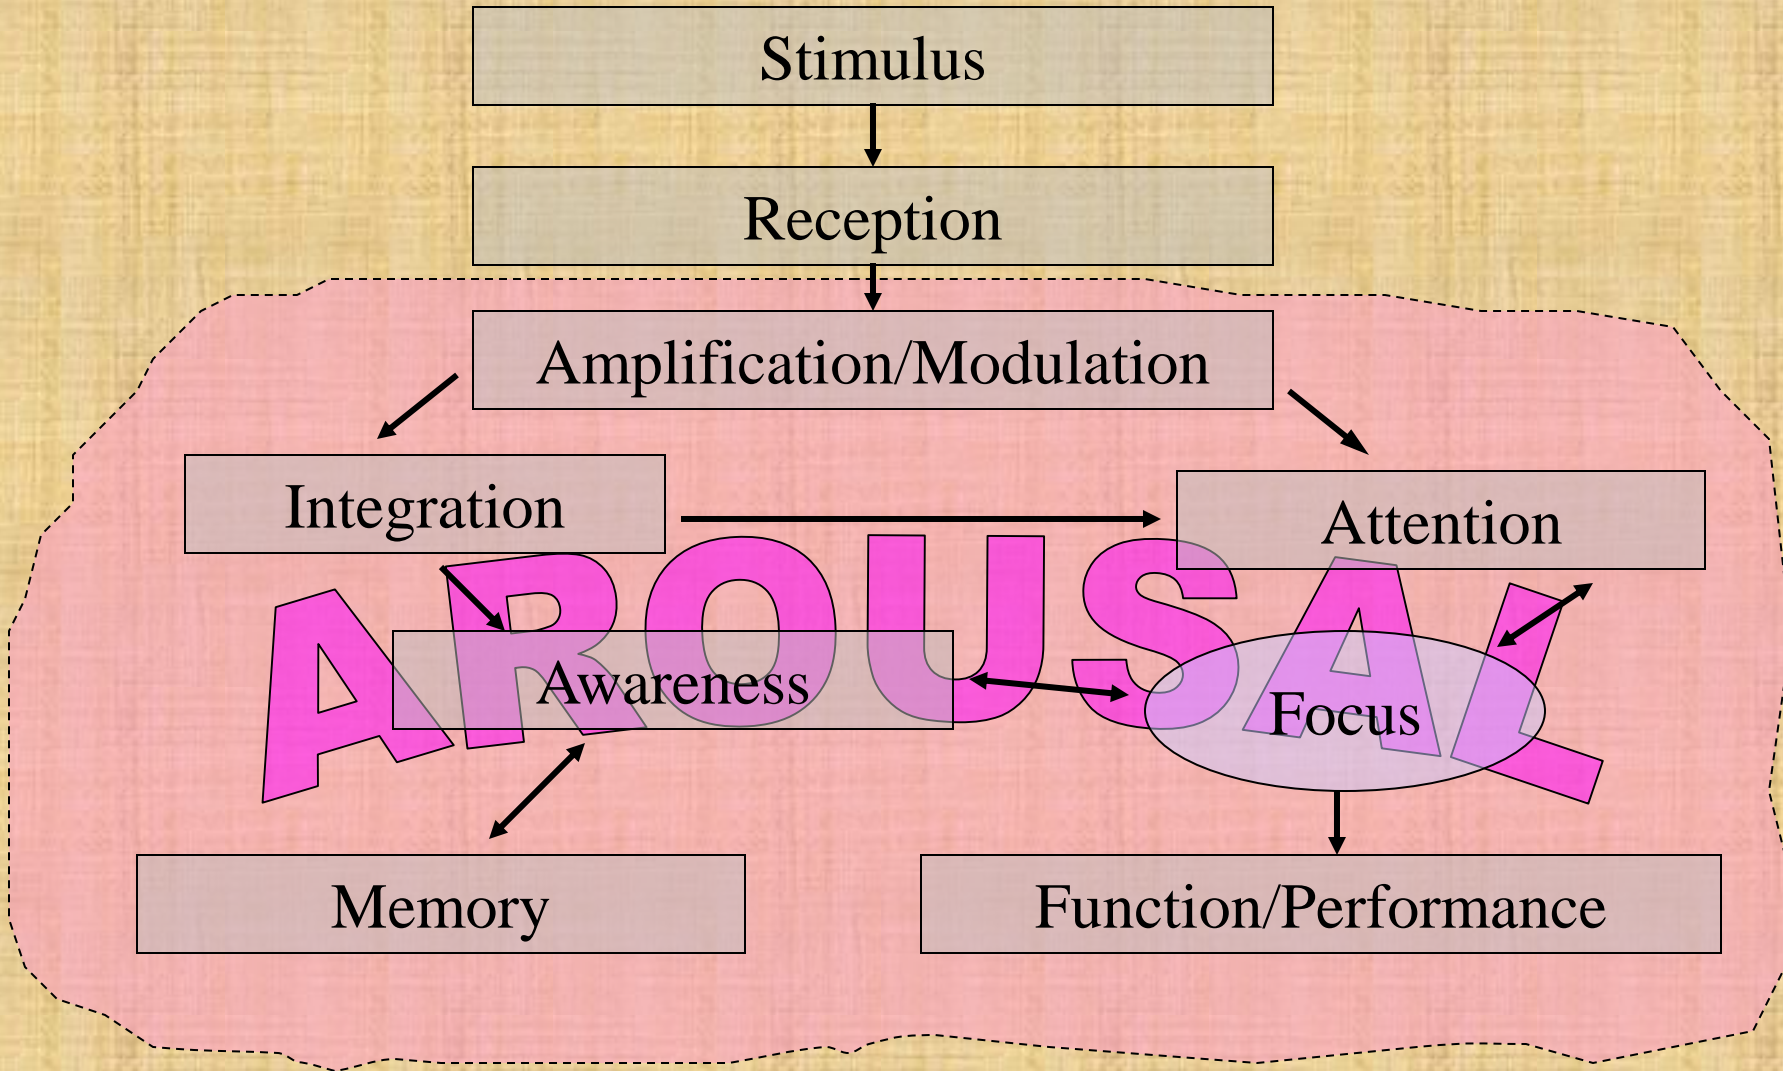 Stimulus
Reception
Amplification/Modulation
Integration
Attention
AROUSAL
Awareness
Focus
Memory
Function/Performance